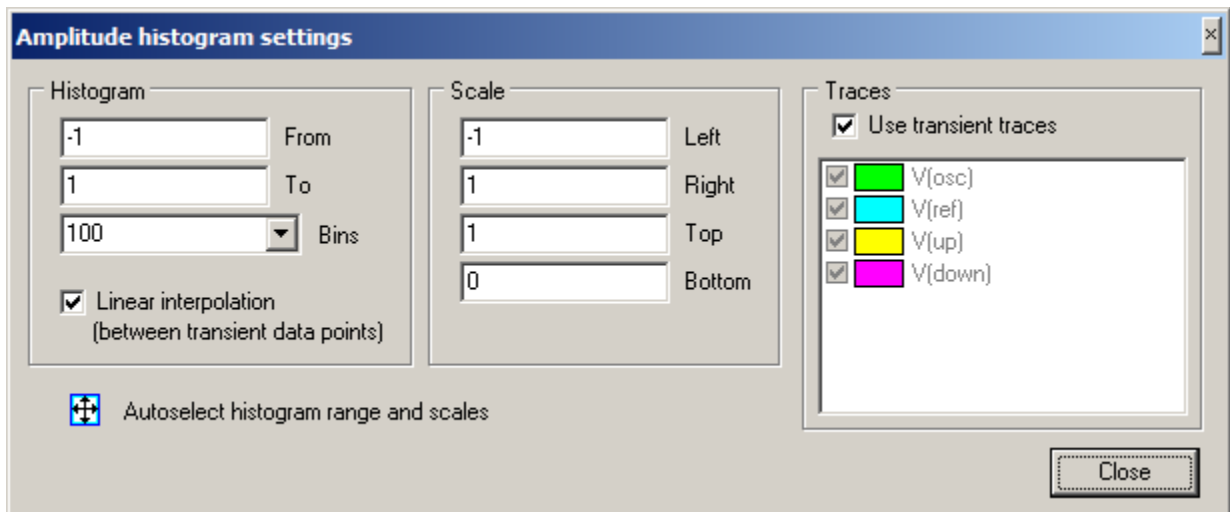 Amplitude histogram settings
Histogram
-1 From
1 To
100 Bins
Linear interpolation
(between transient data points)
Autoselect histogram range and scales
Scale
-1 Left
1 Right
1 Top
0 Bottom
Traces
Use transient traces
V(osc)
V(ref)
V(up)
V(down)
Close